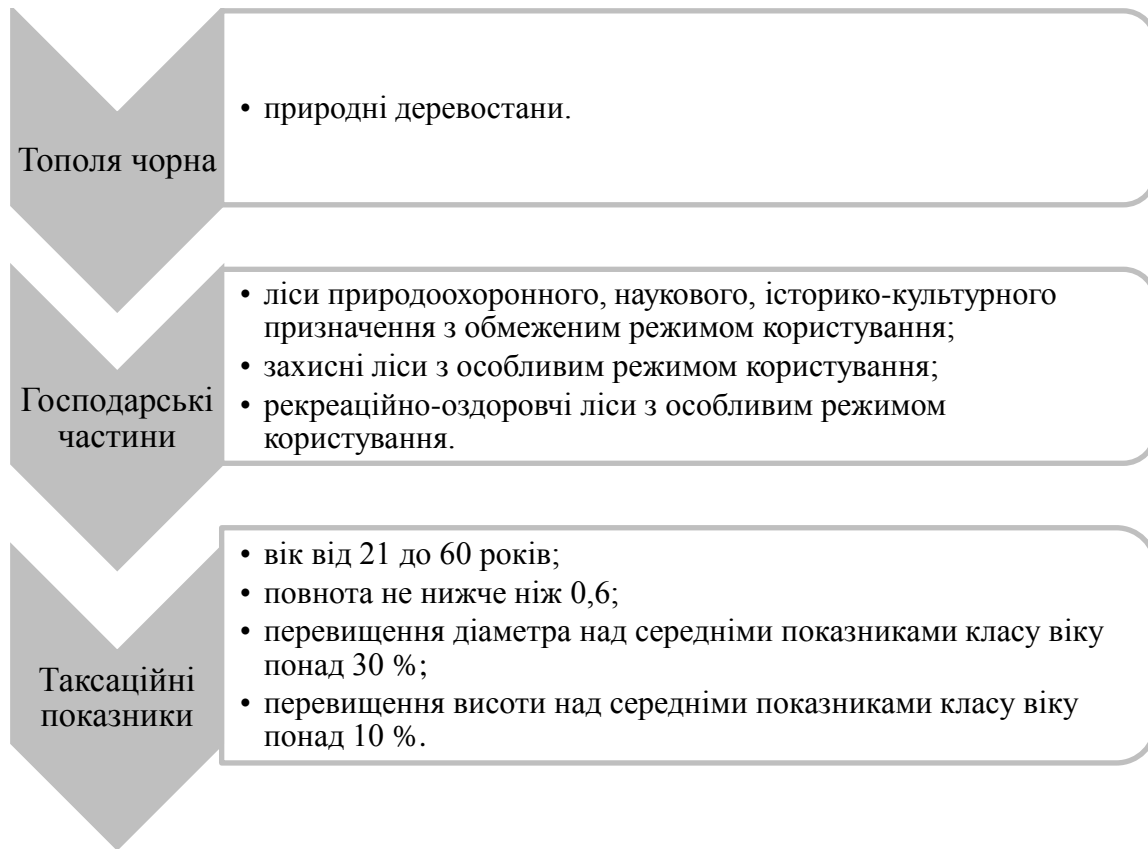 Тополя чорна
• природні деревостани.
Господарські
частини
• ліси природоохоронного, наукового, історико-культурного
призначення з обмеженим режимом користування;
• захисні ліси з особливим режимом користування;
• рекреаційно-оздоровчі ліси з особливим режимом
користування.
Таксаційні
показники
• вік від 21 до 60 років;
• повнота не нижче ніж 0,6;
• перевищення діаметра над середніми показниками класу віку
понад 30 %;
• перевищення висоти над середніми показниками класу віку
понад 10 %.